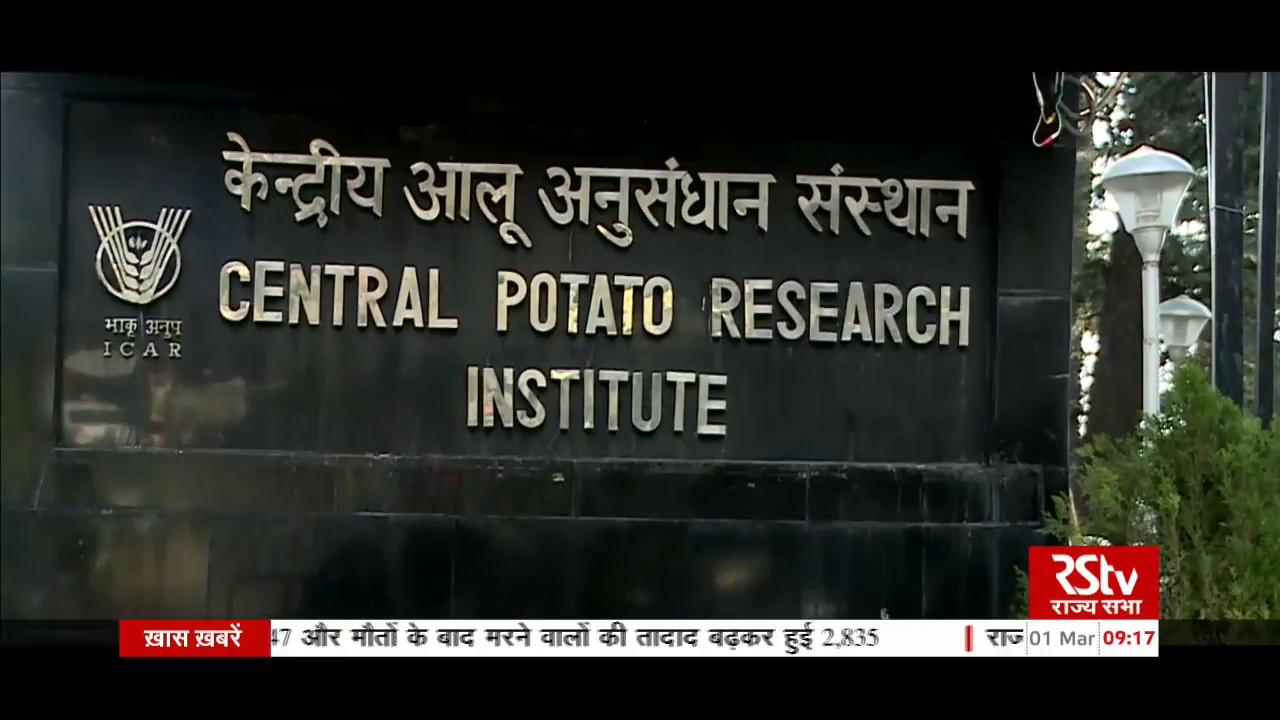 केन्द्रीय आलू अनुसंधान संस्थान
CENTRAL POTATO RESEARCH
INSTITUTE
भाकृ अनुप
ICAR
RStv
राज्य सभा
ख़ास ख़बरें
47 और मौतों के बाद मरने वालों की तादाद बढ़कर हुई 2,835 | राज
01 Mar 09:17